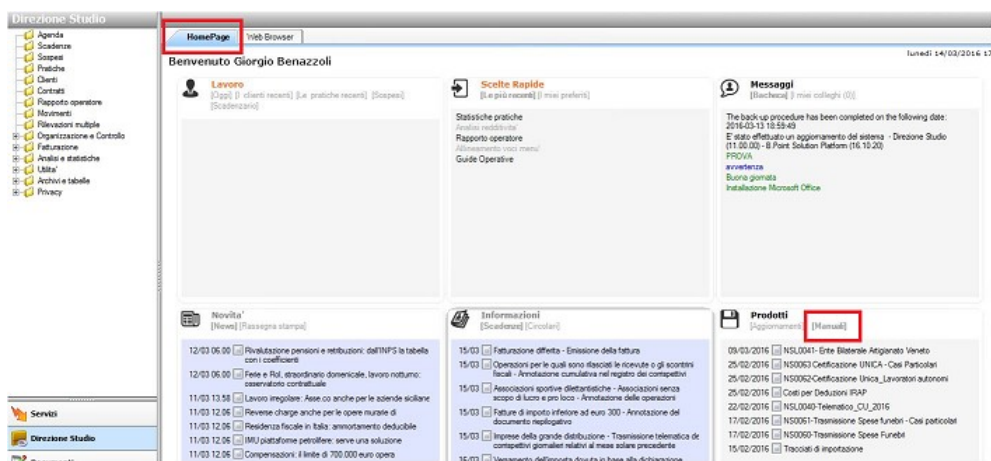 Direzione Studio
Agenda
Scadenze
Sospesi
Pratiche
Clienti
Contratti
Rapporto operatore
Movimenti
Rilevazioni multiple
Organizzazione e Controllo
Fatturazione
Analisi e statistiche
Utilita'
Archivi e tabelle
Privacy
Servizi
Direzione Studio
HomePage
Web Browser
Benvenuto Giorgio Benazzoli
lunedì 14/03/2016 17
Lavoro
[Oggi] [I clienti recenti] [Le pratiche recenti] [Sospesi]
[Scadenzario]
Scelte Rapide
[Le più recenti] [I miei preferiti]
Statistiche pratiche
Analisi redditivita'
Rapporto operatore
Allineamento voci menu'
Guide Operative
Messaggi
[Bacheca] [I miei colleghi (0)]
The back up procedure has been completed on the following date:
2016-03-13 18:59:49
E' stato effettuato un aggiornamento del sistema - Direzione Studio
(11.00.00) - B.Point Solution Platform (16.10.20)
PROVA
avvertenza
Buona giornata
Installazione Microsoft Office
Novita'
[News] [Rassegna stampa]
12/03 06.00 Rivalutazione pensioni e retribuzioni: dall'INPS la tabella
con i coefficienti
12/03 06.00 Ferie e Rol, straordinario domenicale, lavoro notturno:
osservatorio contrattuale
11/03 13.58 Lavoro irregolare: Asse.co anche per le aziende siciliane
11/03 12.06 Reverse charge anche per le opere murarie di
11/03 12.06 Residenza fiscale in Italia: ammortamento deducibile
11/03 12.06 IMU piattaforme petrolifere: serve una soluzione
11/03 12.06 Compensazioni: il limite di 700.000 euro opera
Informazioni
[Scadenze] [Circolari]
15/03 Fatturazione differita - Emissione della fattura
15/03 Operazioni per le quali sono rilasciati le ricevute o gli scontrini
fiscali - Annotazione cumulativa nel registro dei corrispettivi
15/03 Associazioni sportive dilettantistiche - Associazioni senza
scopo di lucro e pro loco - Annotazione delle operazioni
15/03 Fatture di importo inferiore ad euro 300 - Annotazione del
documento riepilogativo
15/03 Imprese della grande distribuzione - Trasmissione telematica dei
corrispettivi giornalieri relativi al mese solare precedente
16/03 Versamento dell'imposta dovuta in base alla dichiarazione
Prodotti
[Aggiornamenti] [Manuali]
09/03/2016 NSL0041- Ente Bilaterale Artigianato Veneto
25/02/2016 NS0063 Certificazione UNICA - Casi Particolari
25/02/2016 NS0062-Certificazione Unica_Lavoratori autonomi
25/02/2016 Costi per Deduzioni IRAP
22/02/2016 NSL0040-Telematico_CU_2016
17/02/2016 NS0061-Trasmissione Spese funebri - Casi particolari
17/02/2016 NS0060-Trasmissione Spese Funebri
15/02/2016 Tracciati di importazione